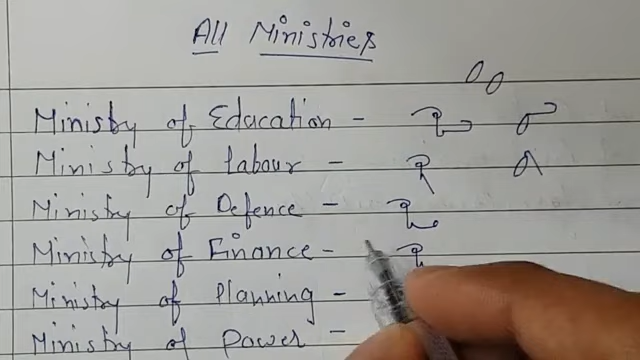 All Ministries
Ministry of Education -
Ministry of Labour -
Ministry of Defence -
Ministry of Finance -
Ministry of Planning -
Ministry of Power -